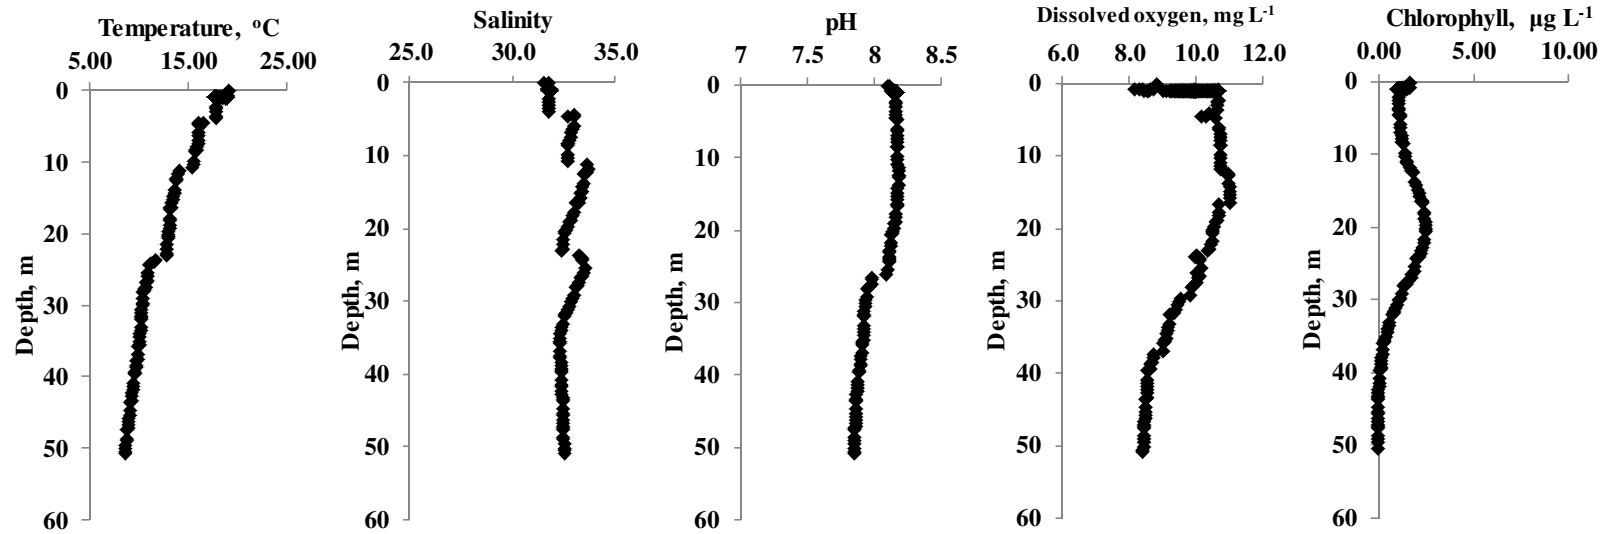 Temperature, ºC
5.00 15.00 25.00
0
10
20
30
40
50
60
Depth, m
Salinity
25.0 30.0 35.0
0
10
20
30
40
50
60
Depth, m
pH
7 7.5 8 8.5
0
10
20
30
40
50
60
Depth, m
Dissolved oxygen, mg L-1
6.0 8.0 10.0 12.0
0
10
20
30
40
50
60
Depth, m
Chlorophyll, µg L-1
0.00 5.00 10.00
0
10
20
30
40
50
60
Depth, m